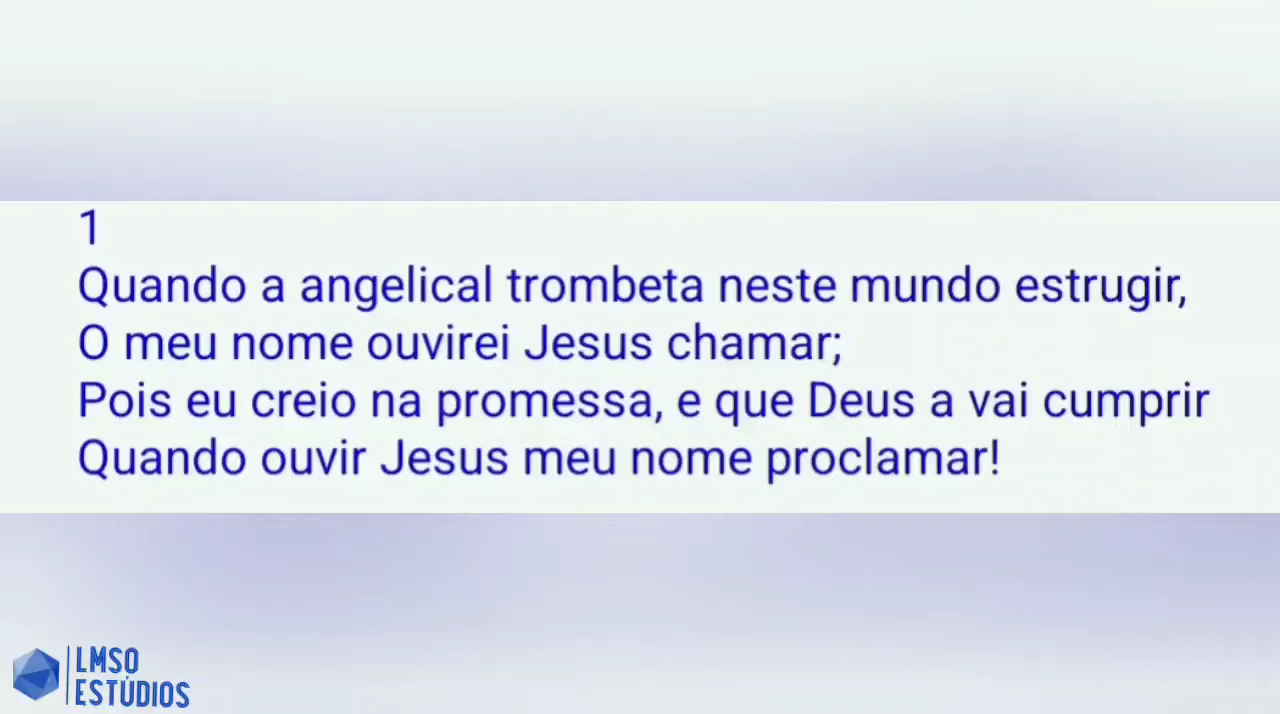 1
Quando a angelical trombeta neste mundo estrugir,
O meu nome ouvirei Jesus chamar;
Pois eu creio na promessa, e que Deus a vai cumprir
Quando ouvir Jesus meu nome proclamar!
LMSO
ESTÚDIOS